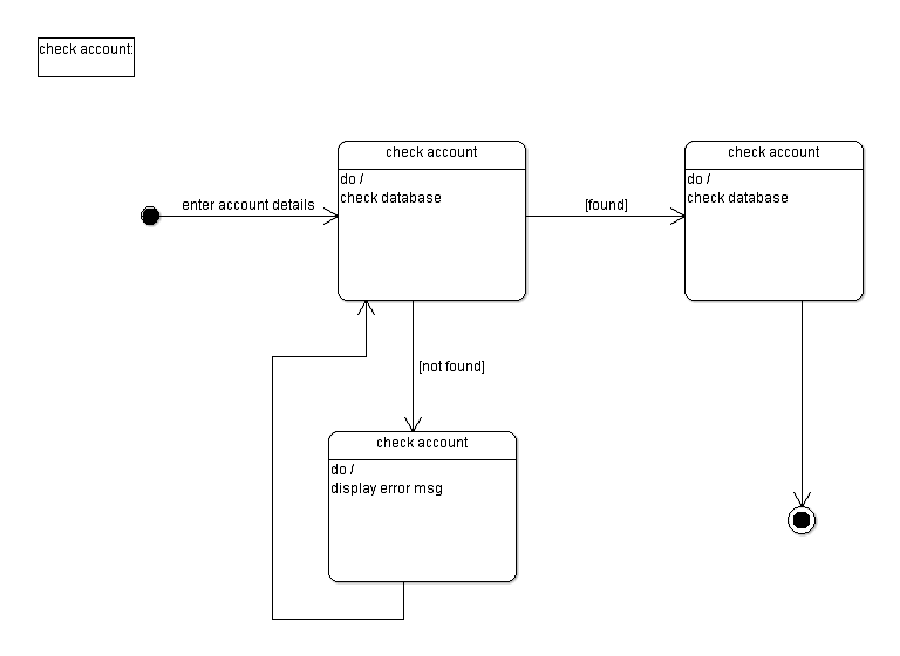 check account
check account
do /
check database
check account
do /
check database
enter account details
[found]
[not found]
check account
do /
display error msg